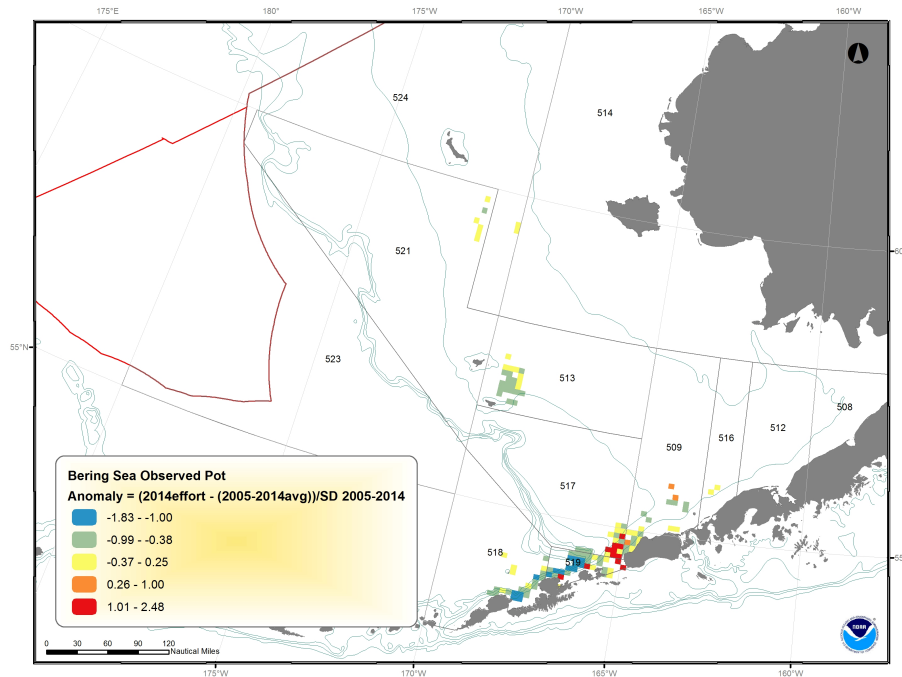 175°E 180° 175°W 170°W 165°W 160°W
524
514
521
60
55°N
523
513
508
512
516
509
517
518
519
55
Bering Sea Observed Pot
Anomaly = (2014effort - (2005-2014avg))/SD 2005-2014
-1.83 - -1.00
-0.99 - -0.38
-0.37 - 0.25
0.26 - 1.00
1.01 - 2.48
0 30 60 90 120
Nautical Miles
NOAA
175°W 170°W 165°W 160°W